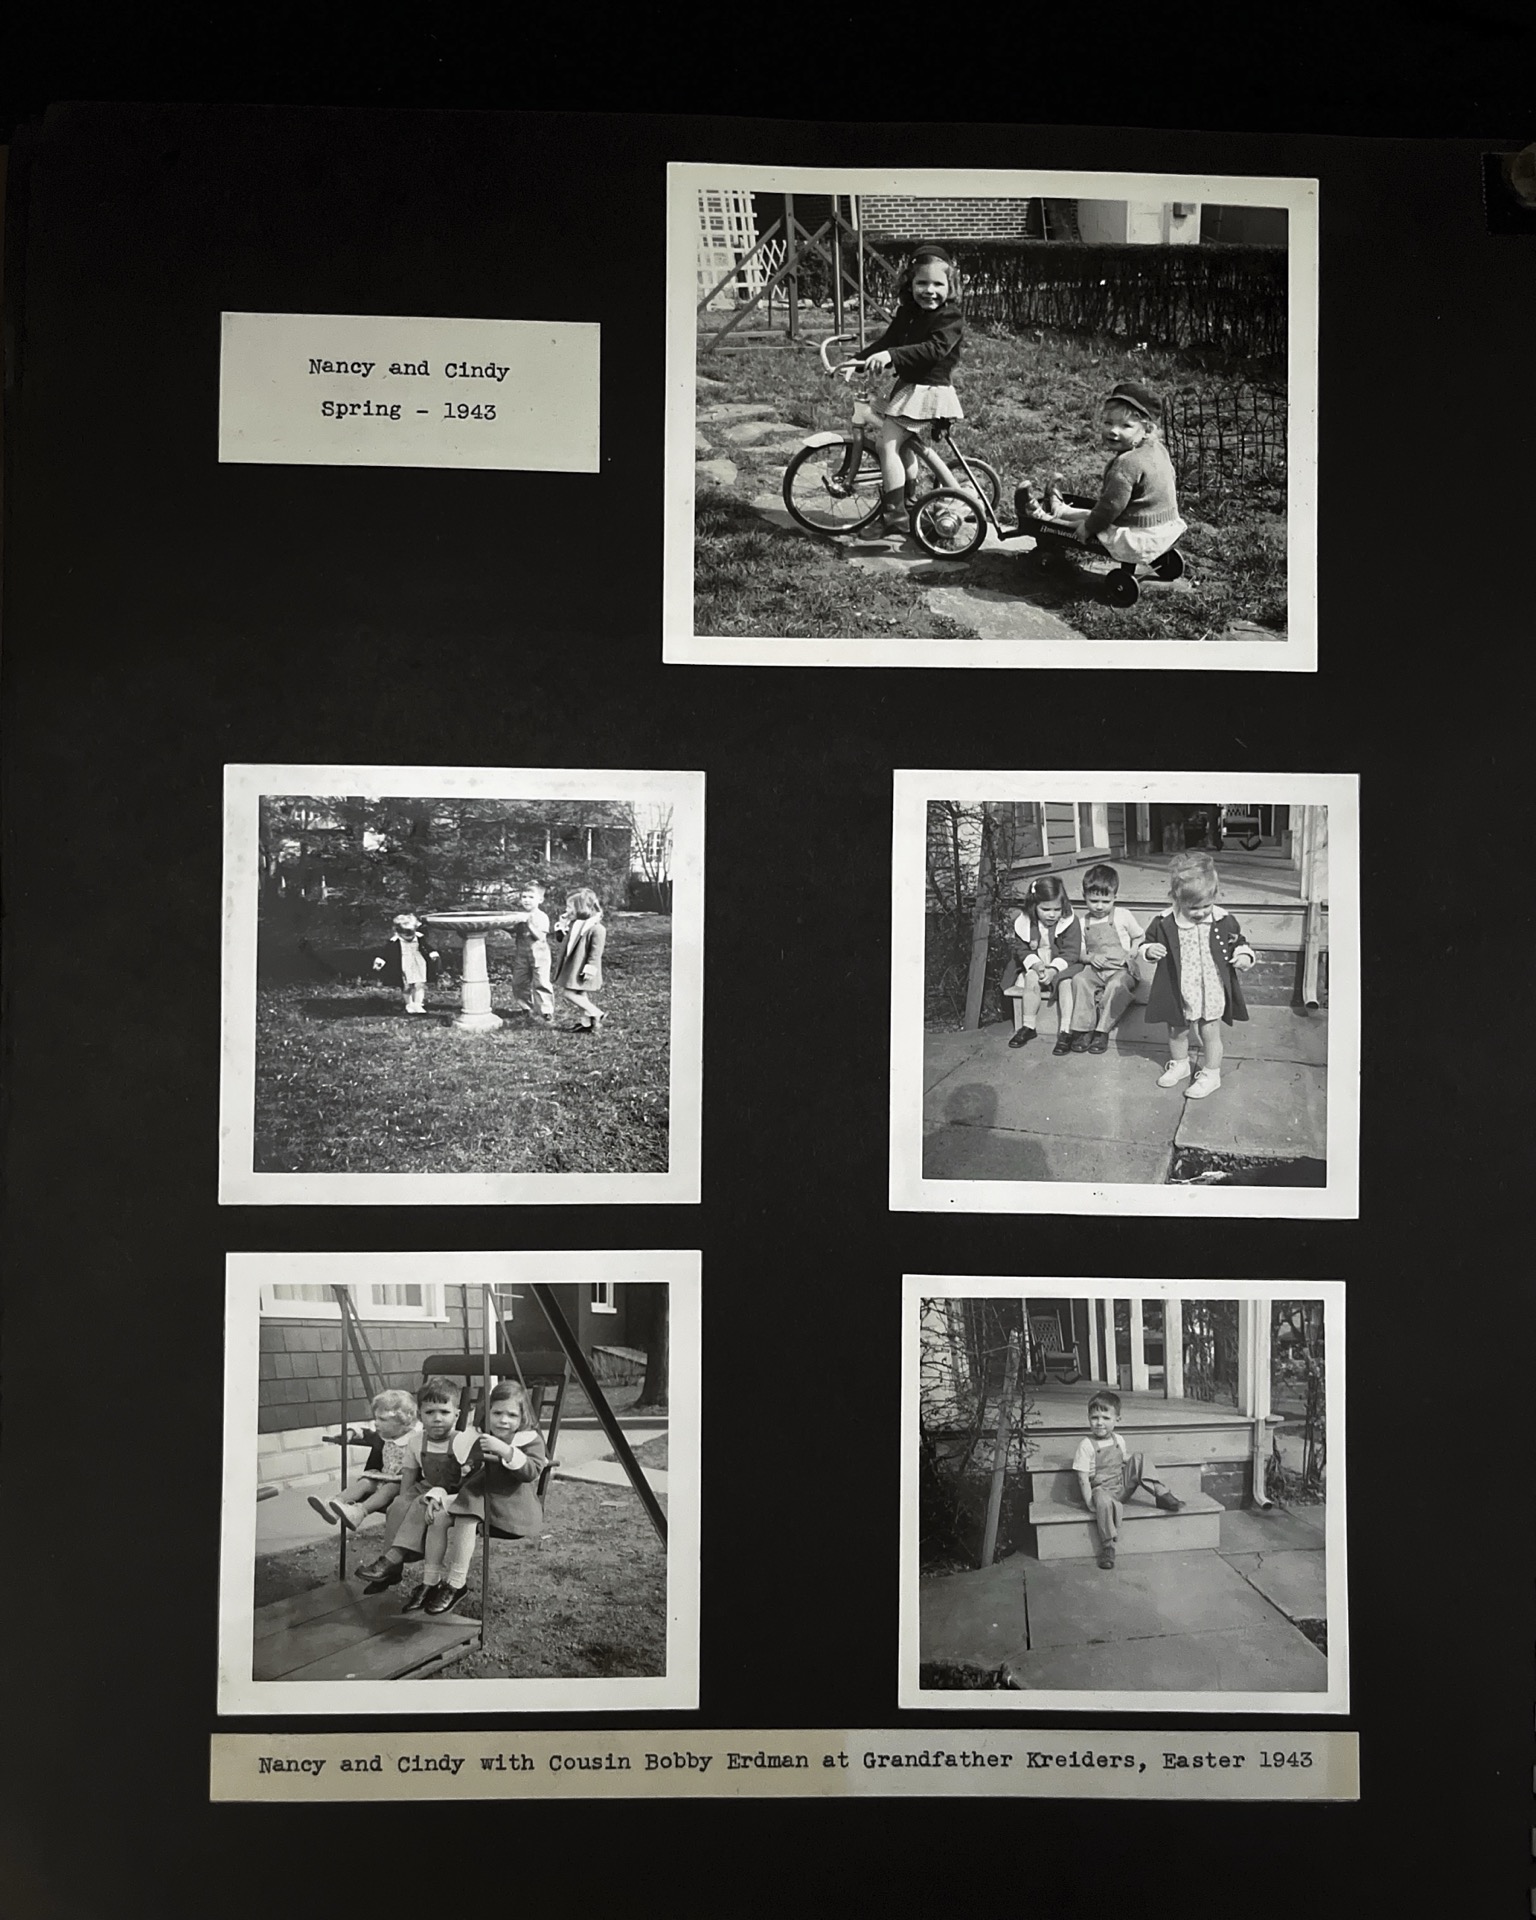 Nancy and Cindy
Spring - 1943
Nancy and Cindy with Cousin Bobby Erdman at Grandfather Kreiders, Easter 1943